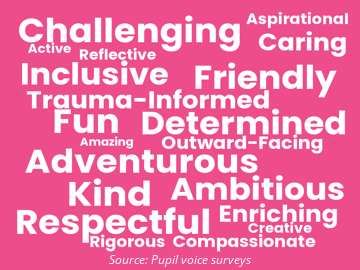 Challenging Aspirational
Active Reflective Caring
Inclusive Friendly
Trauma-Informed
Fun Determined
Amazing Outward-Facing
Adventurous
Kind Ambitious
Respectful Enriching
Creative
Rigorous Compassionate
Source: Pupil voice surveys